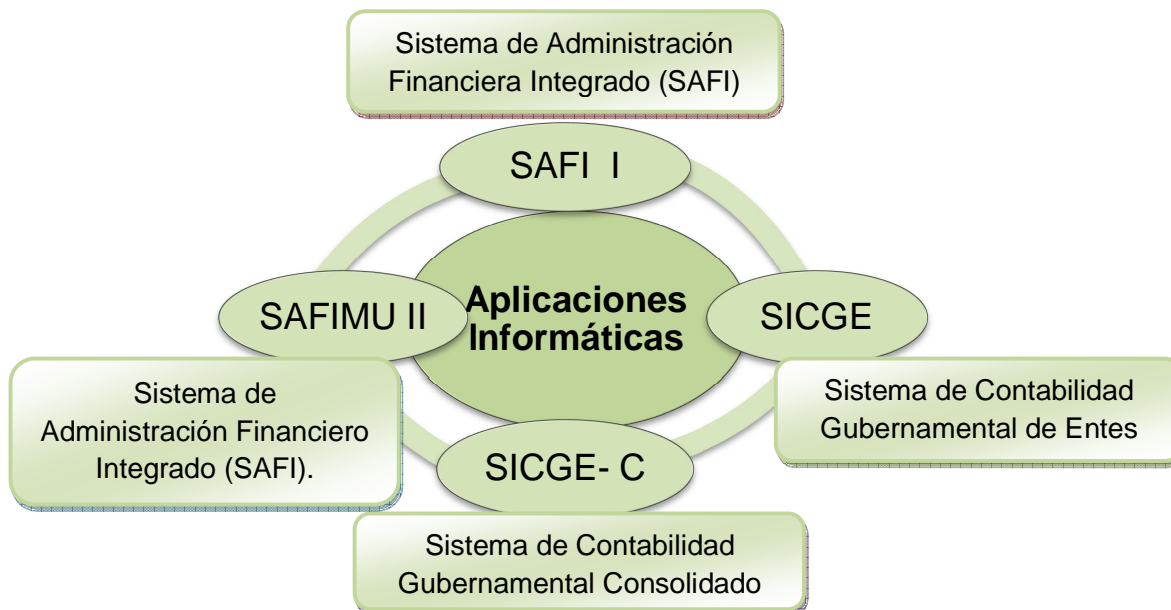 Sistema de Administración
Financiera Integrado (SAFI)
SAFI I
Aplicaciones
Informáticas
SAFIMU II
SICGE
Sistema de
Administración Financiero
Integrado (SAFI).
Sistema de Contabilidad
Gubernamental de Entes
SICGE- C
Sistema de Contabilidad
Gubernamental Consolidado